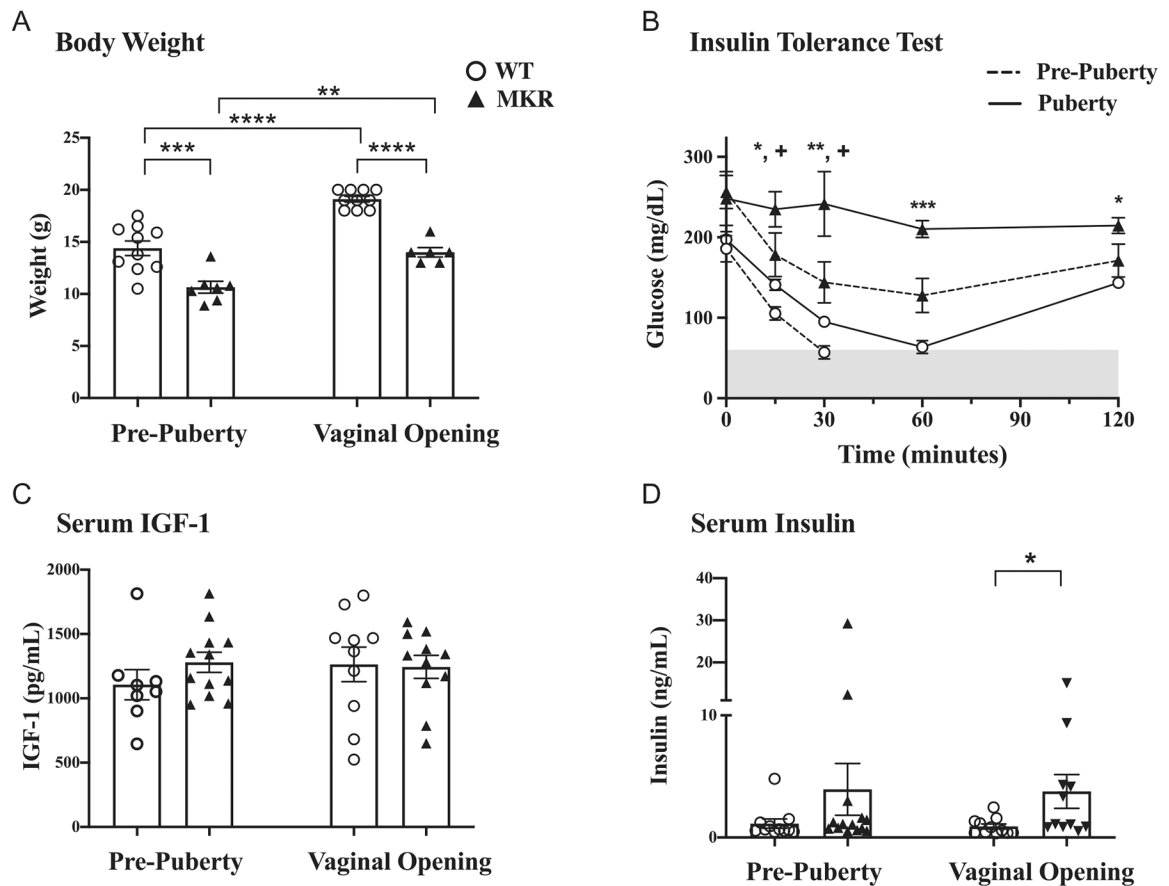 A
Body Weight
WT
MKR
**
****
*** ****
25
20
15
10
5
0
Weight (g)
Pre-Puberty Vaginal Opening
B
Insulin Tolerance Test
Pre-Puberty
Puberty
*, + **, +
***
*
300
200
100
0
Glucose (mg/dL)
0 30 60 90 120
Time (minutes)
C
Serum IGF-1
2000
1500
1000
500
0
IGF-1 (pg/mL)
Pre-Puberty Vaginal Opening
D
Serum Insulin
*
40
30
20
10
0
Insulin (ng/mL)
Pre-Puberty Vaginal Opening